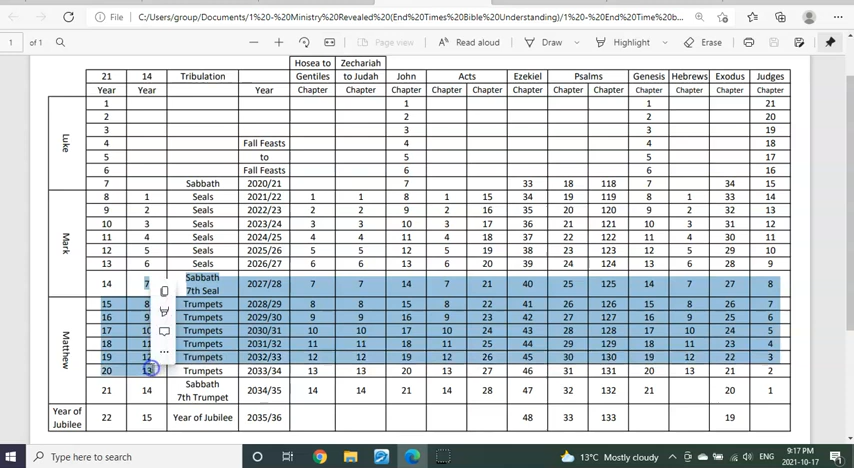 File C:/Users/group/Documents/1%20-%20Ministry%20Revealed(End%20Times%20Bible%20Understanding)/1%20-%20End%20Time%20b...
1 of 1 Page view Read aloud Draw Highlight Erase
Hosea to Zechariah
21 14 Tribulation Gentiles to Judah John Acts Ezekiel Psalms Genesis Hebrews Exodus Judges
Year Year Year Chapter Chapter Chapter Chapter Chapter Chapter Chapter Chapter Chapter Chapter Chapter Chapter
Luke
1 1 1 21
2 2 2 20
3 3 3 19
4 Fall Feasts 4 4 18
5 to 5 5 17
6 Fall Feasts 6 6 16
7 Sabbath 2020/21 7 33 18 118 7 34 15
Mark
8 1 Seals 2021/22 1 1 8 1 15 34 19 119 8 1 33 14
9 2 Seals 2022/23 2 2 9 2 16 35 20 120 9 2 32 13
10 3 Seals 2023/24 3 3 10 3 17 36 21 121 10 3 31 12
11 4 Seals 2024/25 4 4 11 4 18 37 22 122 11 4 30 11
12 5 Seals 2025/26 5 5 12 5 19 38 23 123 12 5 29 10
13 6 Seals 2026/27 6 6 13 6 20 39 24 124 13 6 28 9
14 7 Sabbath 2027/28 7 7 14 7 21 40 25 125 14 7 27 8
7th Seal
Matthew
15 8 Trumpets 2028/29 8 8 15 8 22 41 26 126 15 8 26 7
16 9 Trumpets 2029/30 9 9 16 9 23 42 27 127 16 9 25 6
17 10 Trumpets 2030/31 10 10 17 10 24 43 28 128 17 10 24 5
18 11 Trumpets 2031/32 11 11 18 11 25 44 29 129 18 11 23 4
19 12 Trumpets 2032/33 12 12 19 12 26 45 30 130 19 12 22 3
20 13 Trumpets 2033/34 13 13 20 13 27 46 31 131 20 13 21 2
21 14 Sabbath 2034/35 14 14 21 14 28 47 32 132 21 20 1
7th Trumpet
Year of Jubilee 22 15 Year of Jubilee 2035/36 48 33 133 19
Type here to search 13°C Mostly cloudy ENG 9:17 PM
2021-10-17